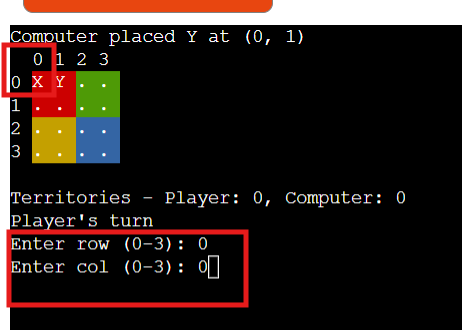 Computer placed Y at (0, 1)
0 1 2 3
0 X Y . .
1 . . . .
2 . . . .
3 . . . .
Territories - Player: 0, Computer: 0
Player's turn
Enter row (0-3): 0
Enter col (0-3): 0